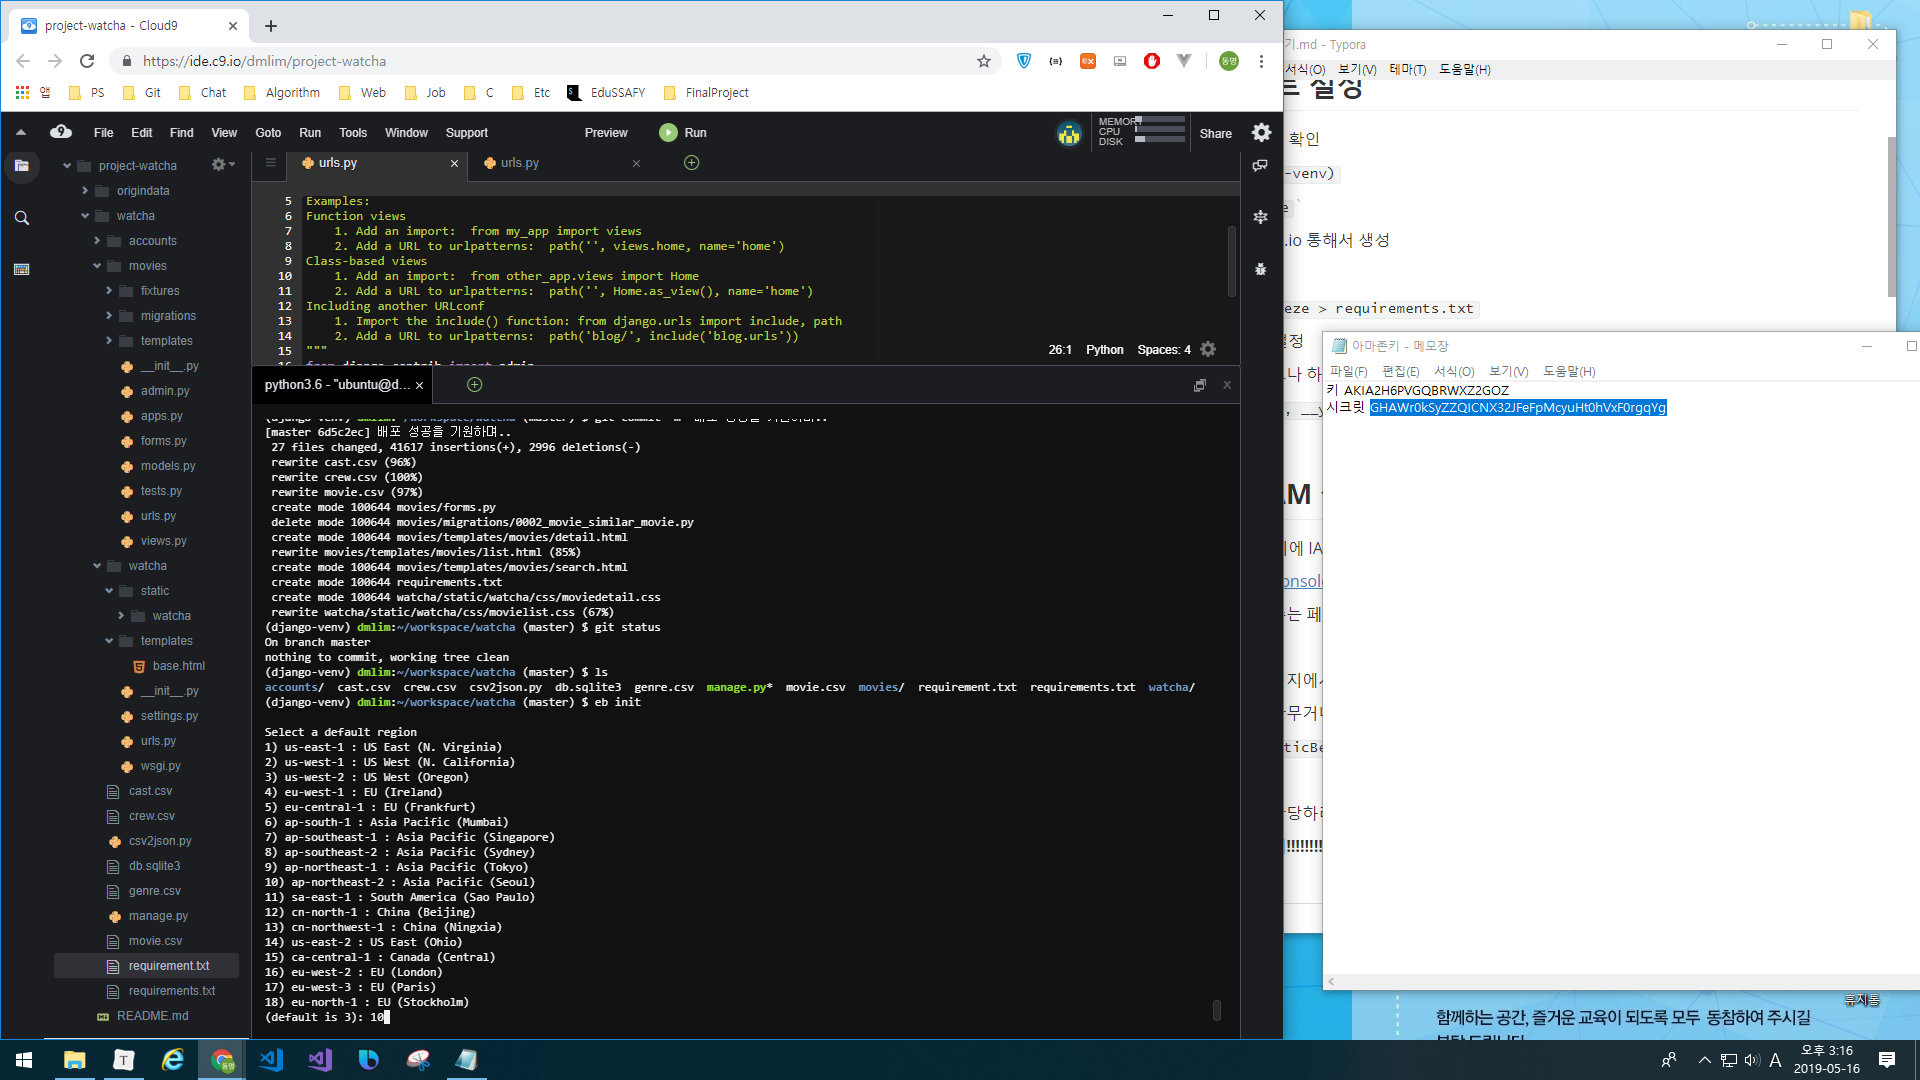 project-watcha - Cloud9
https://ide.c9.io/dmlim/project-watcha
앱 PS Git Chat Algorithm Web Job C Etc EduSSAFY FinalProject
File Edit Find View Goto Run Tools Window Support Preview Run
MEMORY
CPU
DISK
Share
project-watcha
origindata
watcha
accounts
movies
fixtures
migrations
templates
__init__.py
admin.py
apps.py
forms.py
models.py
tests.py
urls.py
views.py
watcha
static
watcha
templates
base.html
__init__.py
settings.py
urls.py
wsgi.py
cast.csv
crew.csv
csv2json.py
db.sqlite3
genre.csv
manage.py
movie.csv
requirement.txt
requirements.txt
README.md
urls.py urls.py
5 Examples:
6 Function views
7 1. Add an import:  from my_app import views
8 2. Add a URL to urlpatterns:  path('', views.home, name='home')
9 Class-based views
10 1. Add an import:  from other_app.views import Home
11 2. Add a URL to urlpatterns:  path('', Home.as_view(), name='home')
12 Including another URLconf
13 1. Import the include() function: from django.urls import include, path
14 2. Add a URL to urlpatterns:  path('blog/', include('blog.urls'))
15 """
16 from django.contrib import admin
26:1 Python Spaces: 4
python3.6 - "ubuntu@d...
(django-venv) dmlim:~/workspace/watcha (master) $ git commit -m "배포 성공을 기원하며..
[master 6d5c2ec] 배포 성공을 기원하며..
27 files changed, 41617 insertions(+), 2996 deletions(-)
rewrite cast.csv (96%)
rewrite crew.csv (100%)
rewrite movie.csv (97%)
create mode 100644 movies/forms.py
delete mode 100644 movies/migrations/0002_movie_similar_movie.py
create mode 100644 movies/templates/movies/detail.html
rewrite movies/templates/movies/list.html (85%)
create mode 100644 movies/templates/movies/search.html
create mode 100644 requirements.txt
create mode 100644 watcha/static/watcha/css/moviedetail.css
rewrite watcha/static/watcha/css/movielist.css (67%)
(django-venv) dmlim:~/workspace/watcha (master) $ git status
On branch master
nothing to commit, working tree clean
(django-venv) dmlim:~/workspace/watcha (master) $ ls
accounts/  cast.csv  crew.csv  csv2json.py  db.sqlite3  genre.csv  manage.py*  movie.csv  movies/  requirement.txt  requirements.txt  watcha/
(django-venv) dmlim:~/workspace/watcha (master) $ eb init
Select a default region
1) us-east-1 : US East (N. Virginia)
2) us-west-1 : US West (N. California)
3) us-west-2 : US West (Oregon)
4) eu-west-1 : EU (Ireland)
5) eu-central-1 : EU (Frankfurt)
6) ap-south-1 : Asia Pacific (Mumbai)
7) ap-southeast-1 : Asia Pacific (Singapore)
8) ap-southeast-2 : Asia Pacific (Sydney)
9) ap-northeast-1 : Asia Pacific (Tokyo)
10) ap-northeast-2 : Asia Pacific (Seoul)
11) sa-east-1 : South America (Sao Paulo)
12) cn-north-1 : China (Beijing)
13) cn-northwest-1 : China (Ningxia)
14) us-east-2 : US East (Ohio)
15) ca-central-1 : Canada (Central)
16) eu-west-2 : EU (London)
17) eu-west-3 : EU (Paris)
18) eu-north-1 : EU (Stockholm)
(default is 3): 10
기.md - Typora
서식(O) 보기(V) 테마(T) 도움말(H)
트 설정
확인
-venv)
e`
.io 통해서 생성
eze > requirements.txt
아마존키 - 메모장
파일(F) 편집(E) 서식(O) 보기(V) 도움말(H)
키 AKIA2H6PVGQBRWXZ2GOZ
시크릿
휴지통
함께하는 공간, 즐거운 교육이 되도록 모두 동참하여 주시길
부탁 드립니다
A
오후 3:16
2019-05-16